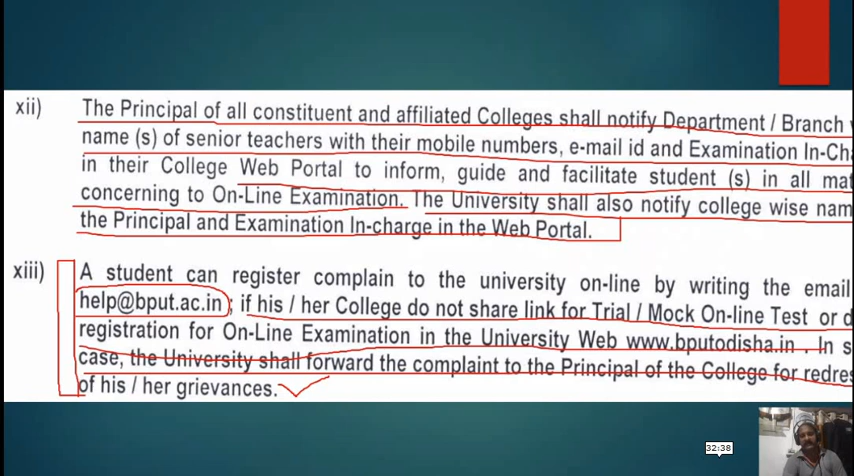 xii) The Principal of all constituent and affiliated Colleges shall notify Department / Branch
name (s) of senior teachers with their mobile numbers, e-mail id and Examination In-Cha
in their College Web Portal to inform, guide and facilitate student (s) in all mat
concerning to On-Line Examination. The University shall also notify college wise nam
the Principal and Examination In-charge in the Web Portal.
xiii) A student can register complain to the university on-line by writing the email
help@bput.ac.in ; if his / her College do not share link for Trial / Mock On-line Test or d
registration for On-Line Examination in the University Web www.bputodisha.in . In s
case, the University shall forward the complaint to the Principal of the College for redres
of his / her grievances.
32:38